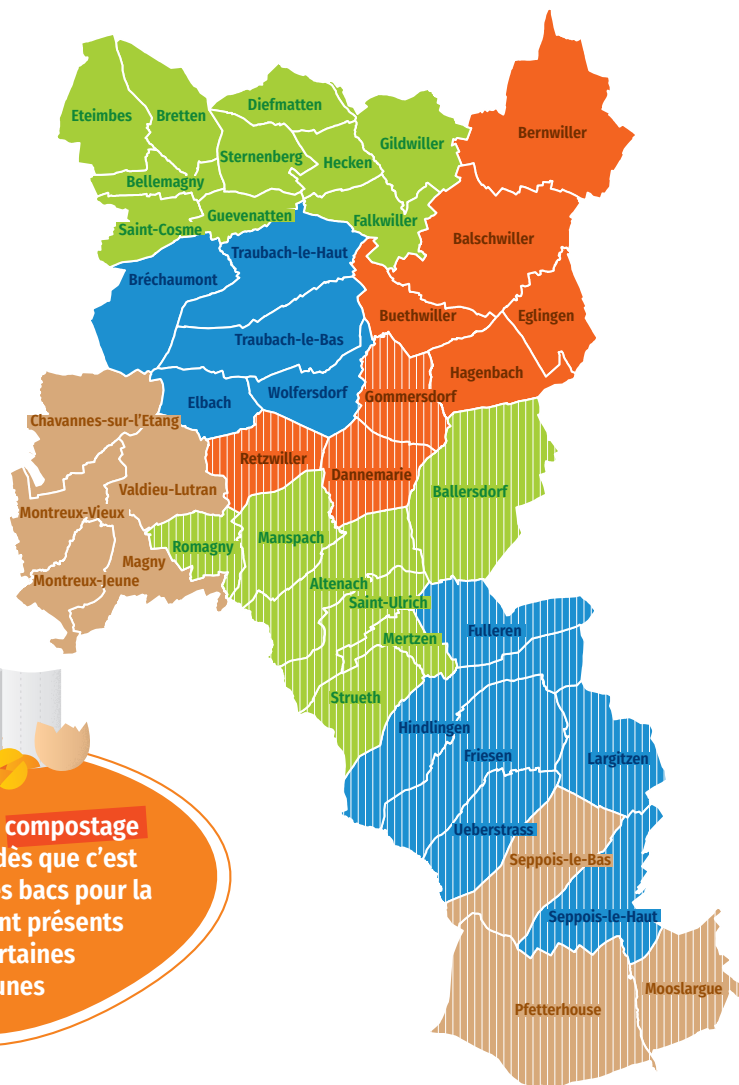 Eteimbes
Bretten
Diefmatten
Bernwiller
Gildwiller
Sternenberg
Hecken
Bellemagny
Guevenatten
Falkwiller
Saint-Cosme
Balschwiller
Traubach-le-Haut
Bréchaumont
Buethwiller
Eglingen
Traubach-le-Bas
Hagenbach
Wolfersdorf
Gommersdorf
Elbach
Chavannes-sur-l'Etang
Retzwiller
Dannemarie
Valdieu-Lutran
Ballersdorf
Montreux-Vieux
Manspach
Romagny
Magny
Montreux-Jeune
Altenach
Saint-Ulrich
Fulleren
Mertzen
Strueth
Hindlingen
Friesen
Largitzen
Ueberstrass
Seppois-le-Bas
Seppois-le-Haut
Mooslargue
Pfetterhouse
compostage
dès que c'est
bacs pour la
présents